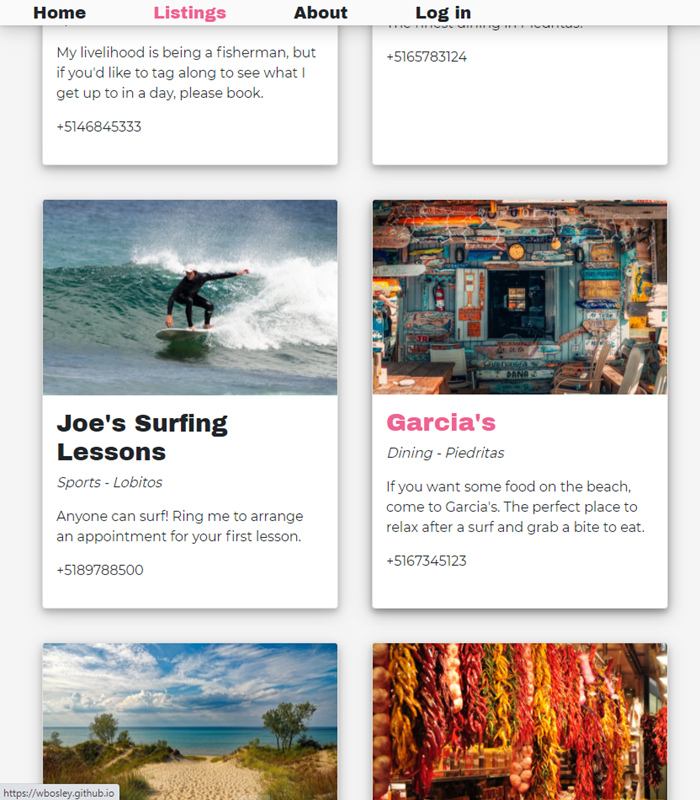 Home Listings About Log in
My livelihood is being a fisherman, but
if you'd like to tag along to see what I
get up to in a day, please book.
+5146845333
The finest dining in Piedritas.
+5165783124
Joe's Surfing
Lessons
Sports - Lobitos
Anyone can surf! Ring me to arrange
an appointment for your first lesson.
+5189788500
DANA
Garcia's
Dining - Piedritas
If you want some food on the beach,
come to Garcia's. The perfect place to
relax after a surf and grab a bite to eat.
+5167345123
https://wbosley.github.io